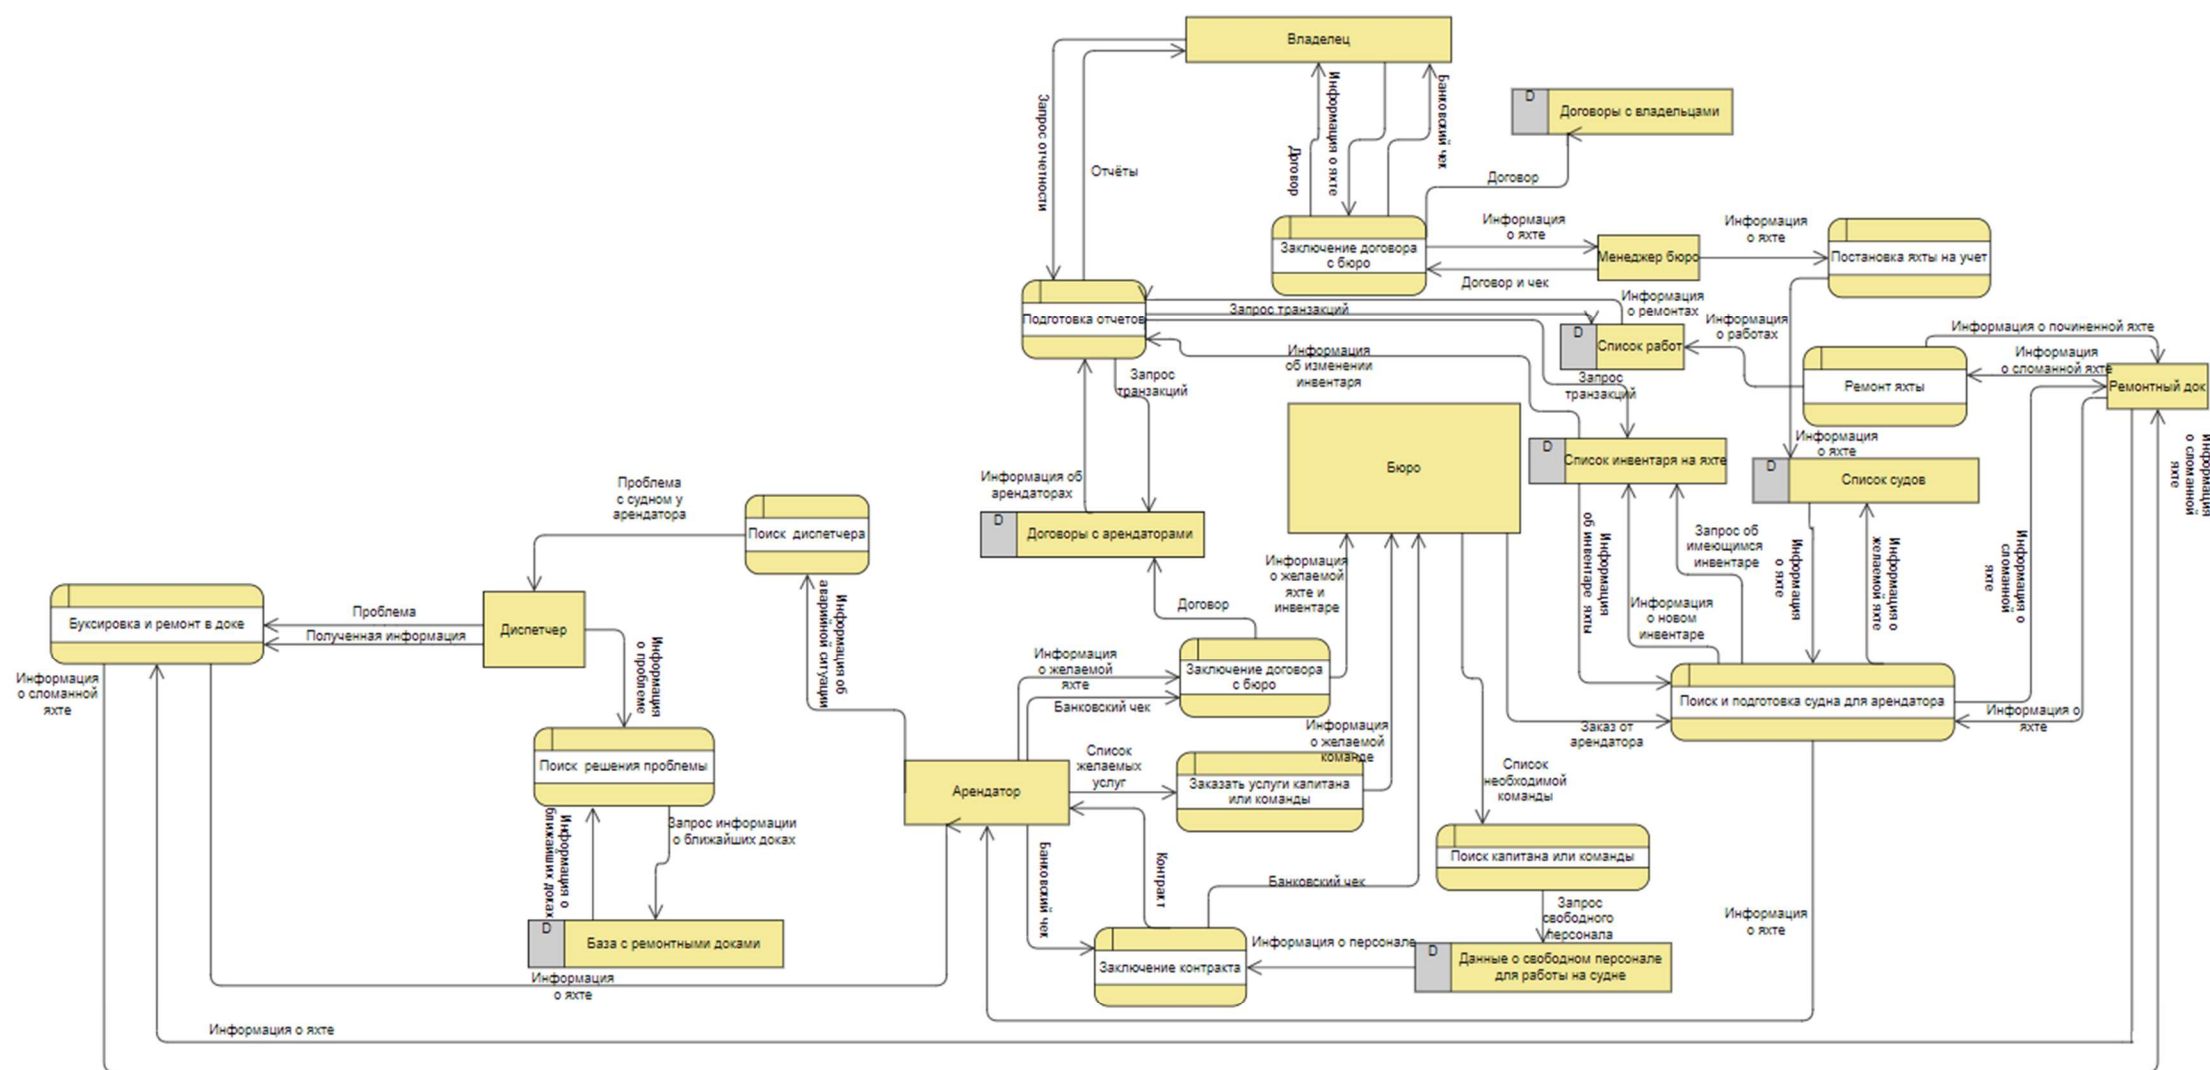 Владелец
Запрос отчетности
Отчёты
Договор
Информация о яхте
Банковский чек
D
Договоры с владельцами
Договор
Заключение договора
с бюро
Информация
о яхте
Договор и чек
Менеджер бюро
Информация
о яхте
Постановка яхты на учет
Подготовка отчетов
Запрос транзакций
Информация
о ремонтах
D
Список работ
Информация
о работах
Информация о починенной яхте
Информация
о сломанной яхте
Ремонт яхты
Ремонтный док
Информация
об изменении
инвентаря
Запрос
транзакций
Запрос
транзакций
Бюро
D
Список инвентаря на яхте
Информация
о яхте
D
Список судов
Информация
о сломанной
яхте
Информация об
арендаторах
D
Договоры с арендаторами
Проблема
с судном у
арендатора
Поиск диспетчера
Информация об
аварийной ситуации
Буксировка и ремонт в доке
Проблема
Полученная информация
Диспетчер
Информация
о проблеме
Информация
о сломанной
яхте
Поиск решения проблемы
Информация о
ближайших доках
Запрос информации
о ближайших доках
D
База с ремонтными доками
Информация
о яхте
Информация о яхте
Договор
Информация
о желаемой
яхте и
инвентаре
Информация
о желаемой
яхте
Заключение договора
с бюро
Банковский чек
Арендатор
Список
желаемых
услуг
Заказать услуги капитана
или команды
Информация
о желаемой
команде
Банковский чек
Контракт
Заключение контракта
Банковский чек
Информация о персонале
Список
необходимой
команды
Поиск капитана или команды
Запрос
свободного
персонала
D
Данные о свободном персонале
для работы на судне
Информация
об инвентаре яхты
Информация
о новом
инвентаре
Запрос об
имеющимся
инвентаре
Информация
о яхте
Информация о
желаемой яхте
Информация о
сломанной
яхте
Поиск и подготовка судна для арендатора
Заказ от
арендатора
Информация о
яхте
Информация
о яхте